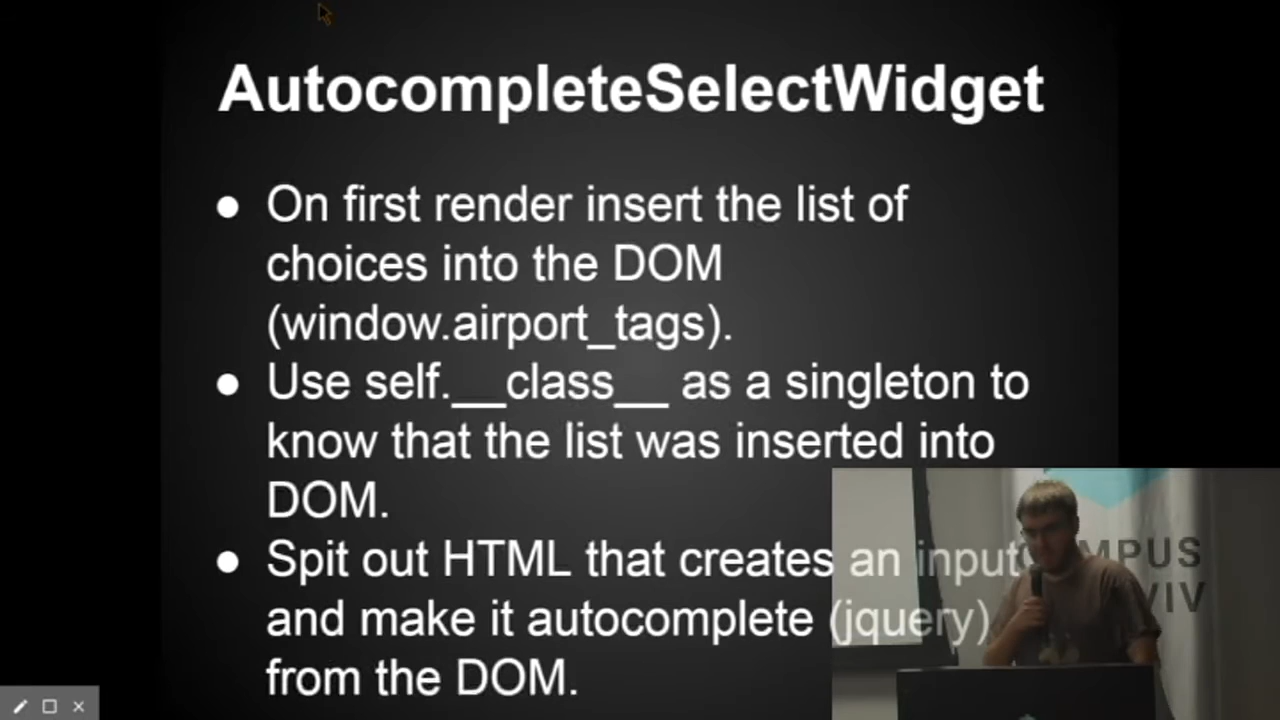 AutocompleteSelectWidget
● On first render insert the list of
choices into the DOM
(window.airport_tags).
● Use self.__class__ as a singleton to
know that the list was inserted into
DOM.
● Spit out HTML that creates an input
and make it autocomplete (jquery)
from the DOM.
MPUS
VIV